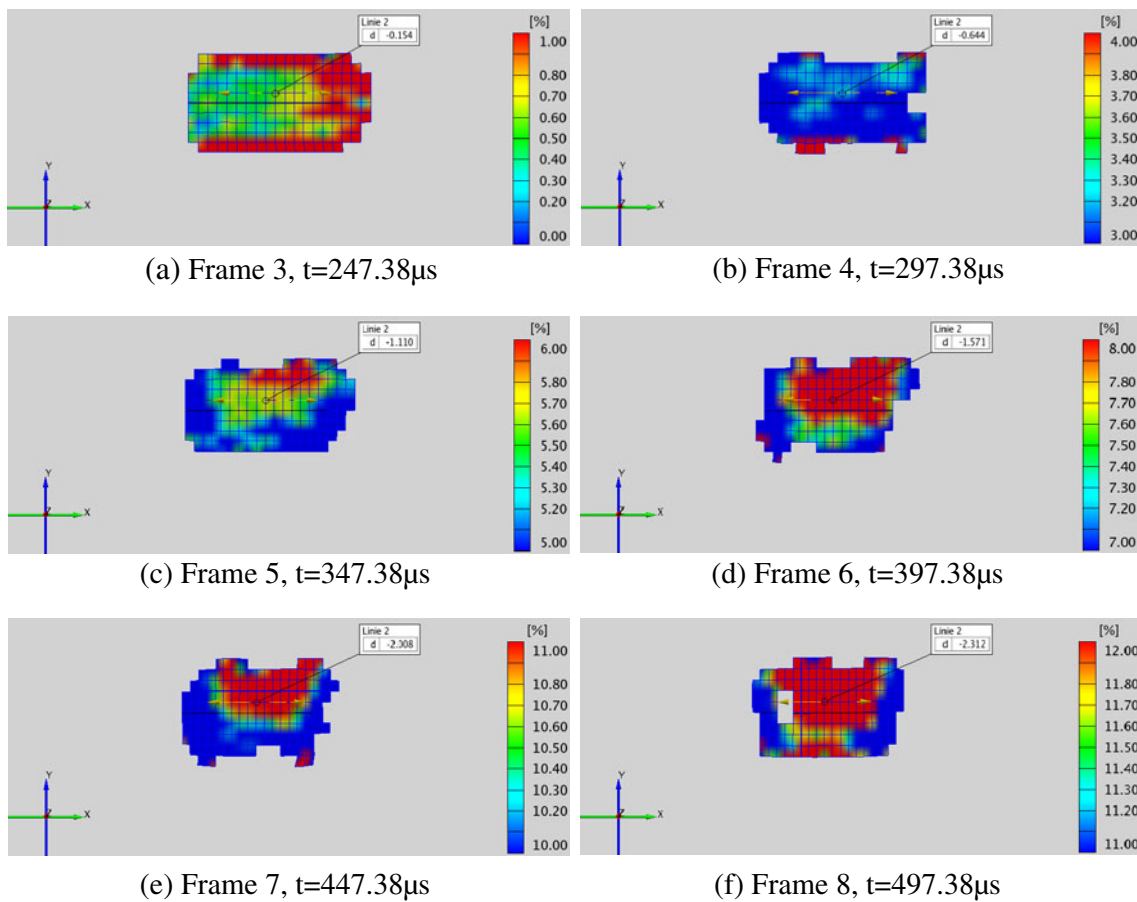 Linie 2
d -0.154
[%]
1.00
0.80
0.70
0.60
0.50
0.40
0.30
0.20
0.00
Y
Z
X
(a) Frame 3, t=247.38µs
Linie 2
d -0.644
[%]
4.00
3.80
3.70
3.60
3.50
3.40
3.30
3.20
3.00
Y
Z
X
(b) Frame 4, t=297.38µs
Linie 2
d -1.110
[%]
6.00
5.80
5.70
5.60
5.50
5.40
5.30
5.20
5.00
Y
Z
X
(c) Frame 5, t=347.38µs
Linie 2
d -1.571
[%]
8.00
7.80
7.70
7.60
7.50
7.40
7.30
7.20
7.00
Y
Z
X
(d) Frame 6, t=397.38µs
Linie 2
d -2.008
[%]
11.00
10.80
10.70
10.60
10.50
10.40
10.30
10.20
10.00
Y
Z
X
(e) Frame 7, t=447.38µs
Linie 2
d -2.312
[%]
12.00
11.80
11.70
11.60
11.50
11.40
11.30
11.20
11.00
Y
Z
X
(f) Frame 8, t=497.38µs